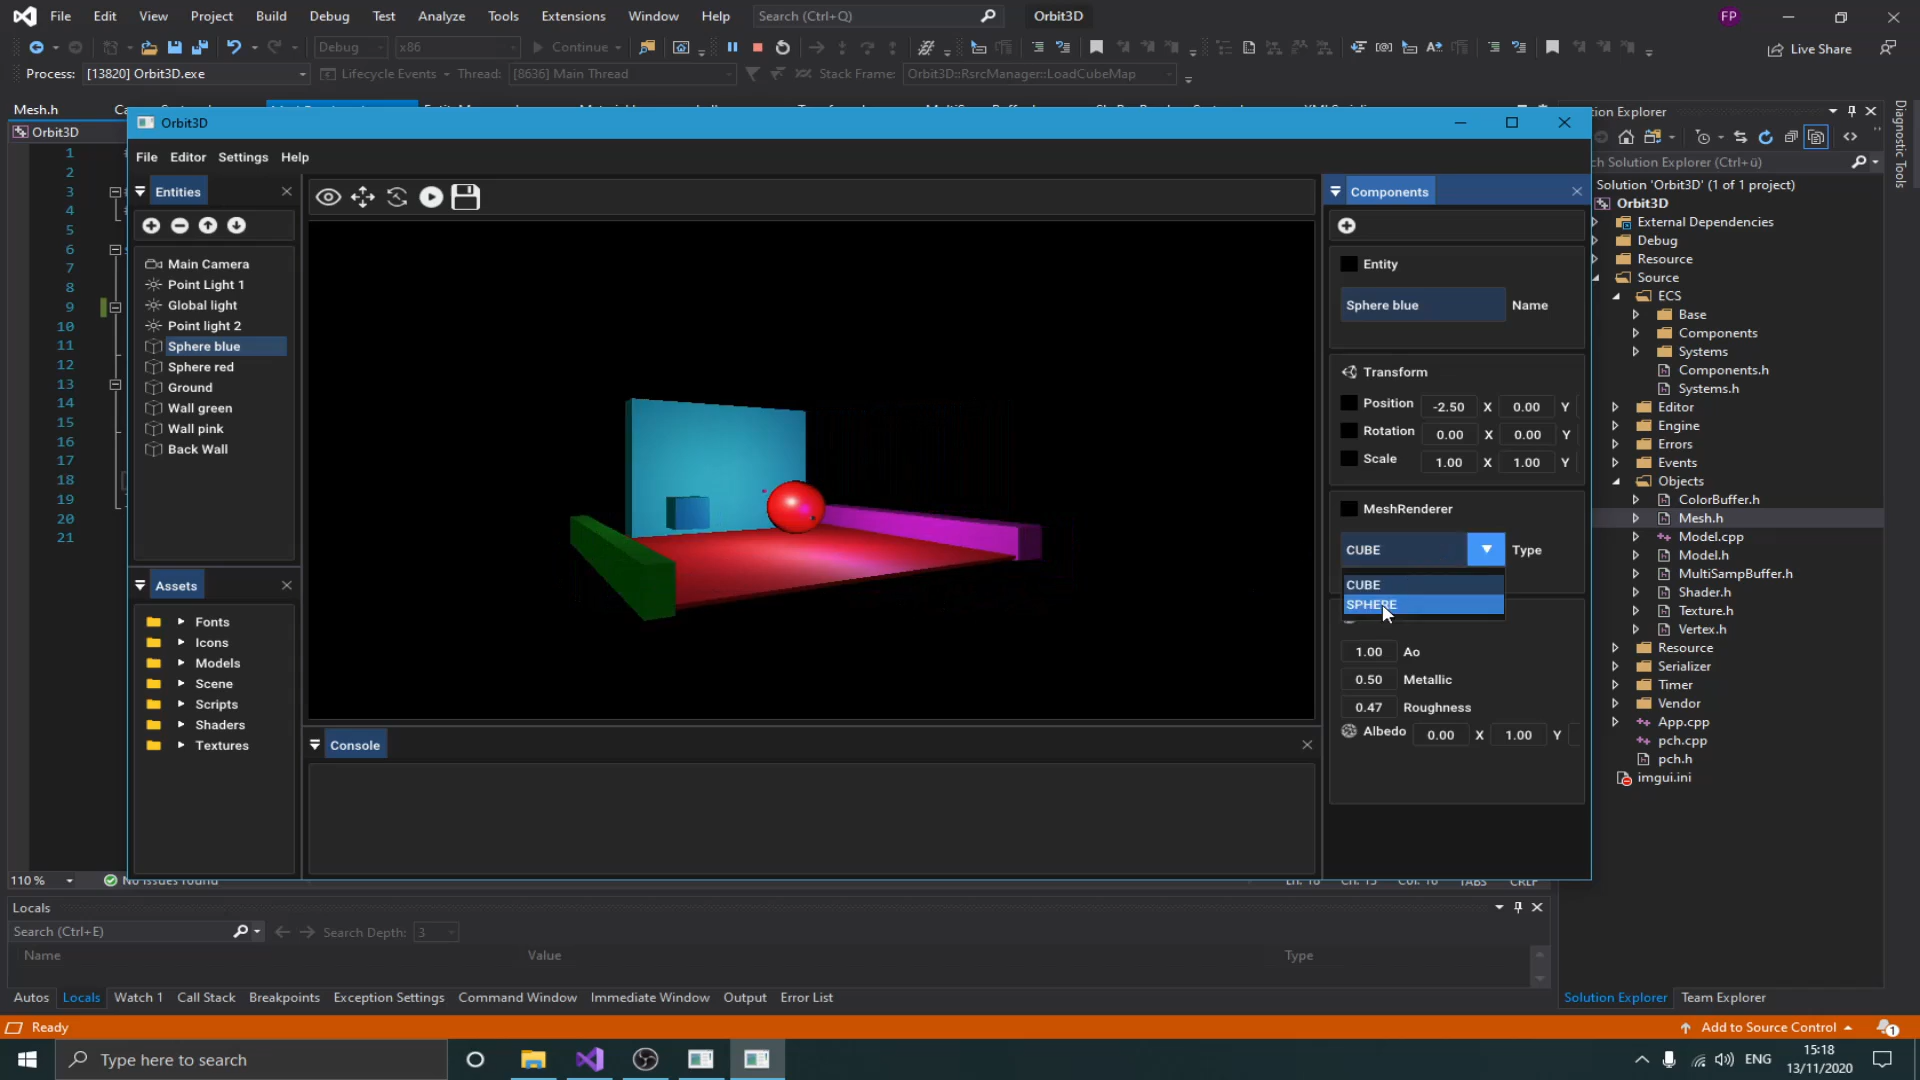 File Edit View Project Build Debug Test Analyze Tools Extensions Window Help Search (Ctrl+Q) Orbit3D FP
Debug x86 Continue Live Share
Process: [13820] Orbit3D.exe Lifecycle Events Thread: [8636] Main Thread Stack Frame: Orbit3D::RsrcManager::LoadCubeMap
Mesh.h
Orbit3D
1
2
3
4
5
6
7
8
9
10
11
12
13
14
15
16
17
18
19
20
21
110 %
No issues found
Orbit3D
File Editor Settings Help
Entities
Main Camera
Point Light 1
Global light
Point light 2
Sphere blue
Sphere red
Ground
Wall green
Wall pink
Back Wall
Assets
Fonts
Icons
Models
Scene
Scripts
Shaders
Textures
Console
Components
Entity
Sphere blue Name
Transform
Position -2.50 X 0.00 Y
Rotation 0.00 X 0.00 Y
Scale 1.00 X 1.00 Y
MeshRenderer
CUBE Type
CUBE
SPHERE
1.00 Ao
0.50 Metallic
0.47 Roughness
Albedo 0.00 X 1.00 Y
Solution 'Orbit3D' (1 of 1 project)
Orbit3D
External Dependencies
Debug
Resource
Source
ECS
Base
Components
Systems
Components.h
Systems.h
Editor
Engine
Errors
Events
Objects
ColorBuffer.h
Mesh.h
Model.cpp
Model.h
MultiSampBuffer.h
Shader.h
Texture.h
Vertex.h
Resource
Serializer
Timer
Vendor
App.cpp
pch.cpp
pch.h
imgui.ini
Diagnostic Tools
Locals
Search (Ctrl+E) Search Depth: 3
Name Value Type
Autos Locals Watch 1 Call Stack Breakpoints Exception Settings Command Window Immediate Window Output Error List
Solution Explorer Team Explorer
Ready Add to Source Control 1
Type here to search ENG 15:18
13/11/2020